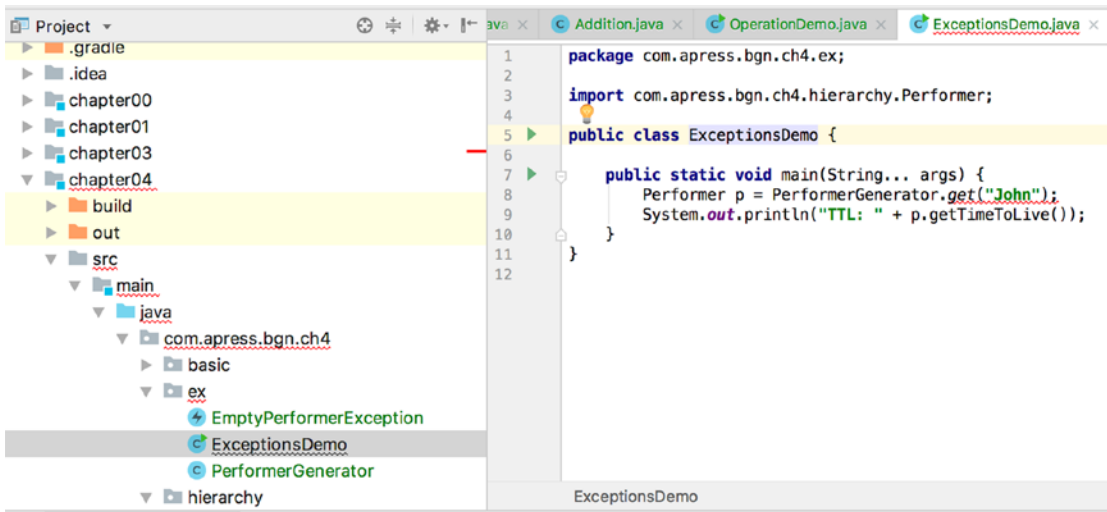 Project
.gradle
.idea
chapter00
chapter01
chapter03
chapter04
build
out
src
main
java
com.apress.bgn.ch4
basic
ex
EmptyPerformerException
ExceptionsDemo
PerformerGenerator
hierarchy
ava × Addition.java × OperationDemo.java × ExceptionsDemo.java ×
1 package com.apress.bgn.ch4.ex;
2
3 import com.apress.bgn.ch4.hierarchy.Performer;
4
5 public class ExceptionsDemo {
6
7 public static void main(String... args) {
8 Performer p = PerformerGenerator.get("John");
9 System.out.println("TTL: " + p.getTimeToLive());
10 }
11 }
12
ExceptionsDemo